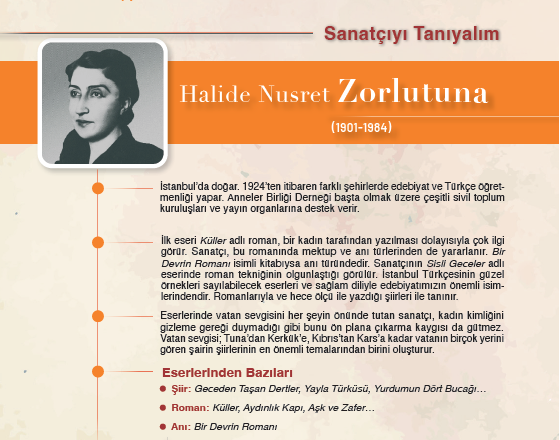 Sanatçıyı Tanıyalım
Halide Nusret Zorlutuna
(1901-1984)
İstanbul'da doğar. 1924'ten itibaren farklı şehirlerde edebiyat ve Türkçe öğret-
menliği yapar. Anneler Birliği Derneği başta olmak üzere çeşitli sivil toplum
kuruluşları ve yayın organlarına destek verir.
İlk eseri Küller adlı roman, bir kadın tarafından yazılması dolayısıyla çok ilgi
görür. Sanatçı, bu romanında mektup ve anı türlerinden de yararlanır. Bir
Devrin Romanı isimli kitabıysa anı türündedir. Sanatçının Sisli Geceler adlı
eserinde roman tekniğinin olgunlaştığı görülür. İstanbul Türkçesinin güzel
örnekleri sayılabilecek eserleri ve sağlam diliyle edebiyatımızın önemli isim-
lerindendir. Romanlarıyla ve hece ölçü ile yazdığı şiirleri ile tanınır.
Eserlerinde vatan sevgisini her şeyin önünde tutan sanatçı, kadın kimliğini
gizleme gereği duymadığı gibi bunu ön plana çıkarma kaygısı da gütmez.
Vatan sevgisi; Tuna'dan Kerkük'e, Kıbrıs'tan Kars'a kadar vatanın birçok yerini
gören şairin şiirlerinin en önemli temalarından birini oluşturur.
Eserlerinden Bazıları
Şiir: Geceden Taşan Dertler, Yayla Türküsü, Yurdumun Dört Bucağı…
Roman: Küller, Aydınlık Kapı, Aşk ve Zafer…
Anı: Bir Devrin Romanı